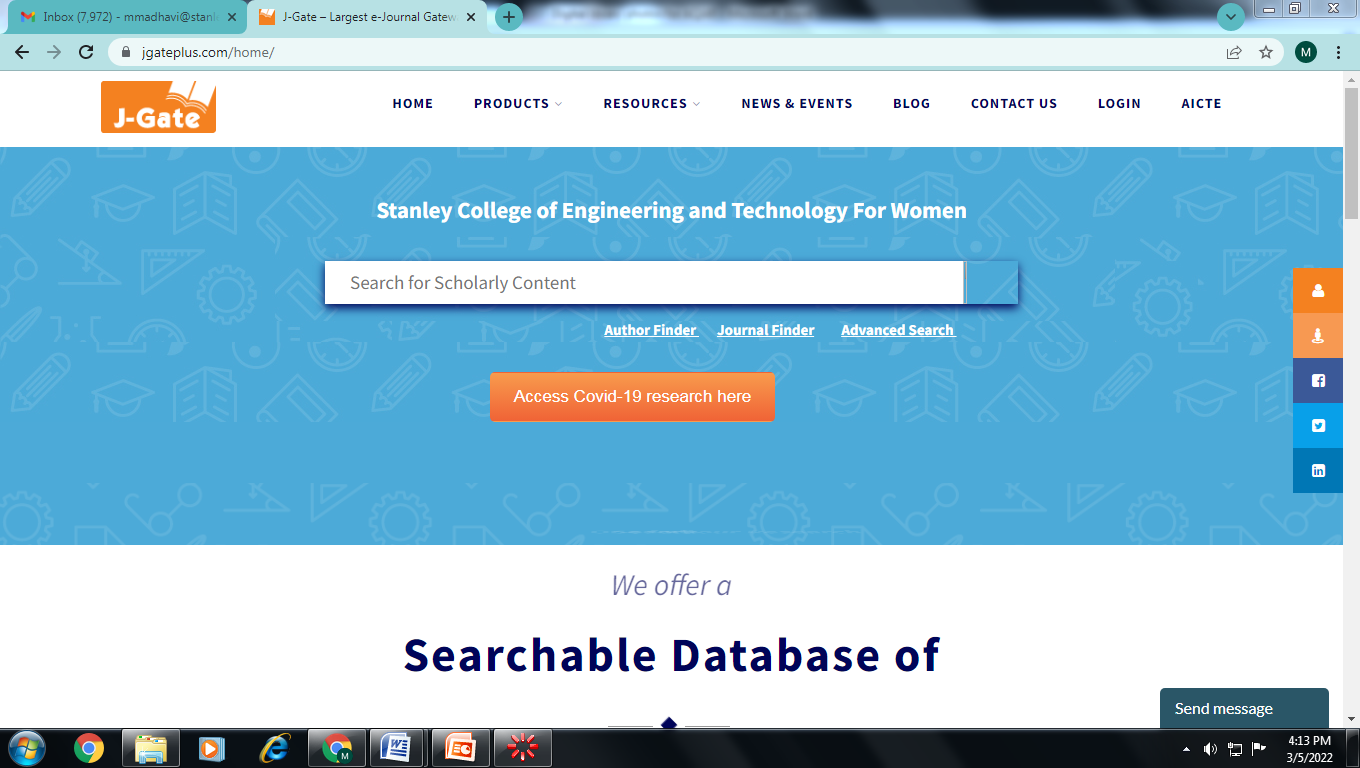 Inbox (7,972) - mmadhavi@stanl
J-Gate – Largest e-Journal Gatew
jgateplus.com/home/
M
J-Gate
HOME PRODUCTS RESOURCES NEWS & EVENTS BLOG CONTACT US LOGIN AICTE
Stanley College of Engineering and Technology For Women
Search for Scholarly Content
Author Finder Journal Finder Advanced Search
Access Covid-19 research here
We offer a
Searchable Database of
Send message
4:13 PM
3/5/2022